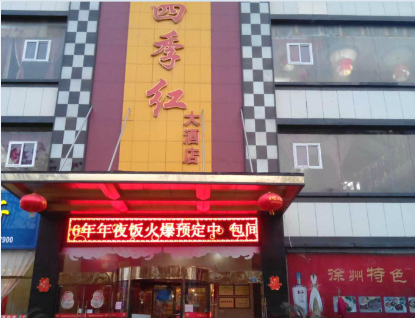 四季红
大酒店
年年夜饭火爆预定中 包间
7900
徐州特色